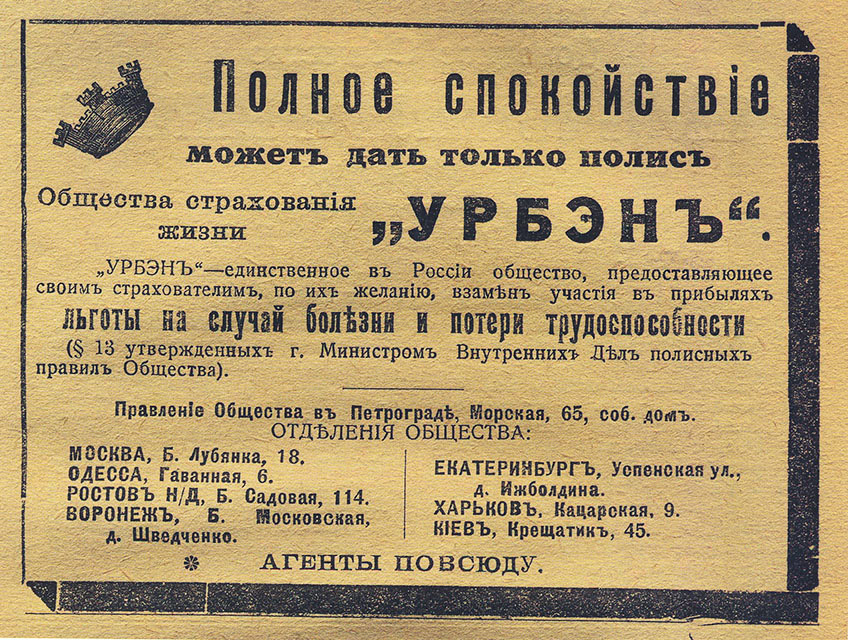 Полное спокойствіе
можетъ дать только полисъ
Общества страхованія
жизни
„УРБЭНЪ“.
„УРБЭНЪ“—единственное въ Россіи общество, предоставляющее
своимъ страхователим, по ихъ желанію, взамѣн участія въ прибыляхъ
льготы на случай болѣзни и потери трудоспособности
(§ 13 утвержденныхъ г. Министромъ Внутреннихъ Дѣлъ полисныхъ
правилъ Общества).
Правленіе Общества въ Петроградѣ, Морская, 65, соб. домъ.
ОТДѢЛЕНІЯ ОБЩЕСТВА:
МОСКВА, Б. Лубянка, 18.
ОДЕССА, Гаванная, 6.
РОСТОВЪ Н/Д, Б. Садовая, 114.
ВОРОНЕЖЪ, Б. Московская,
д. Шведченко.
ЕКАТЕРИНБУРГЪ, Успенская ул.,
д. Ижболдина.
ХАРЬКОВЪ, Кацарская, 9.
КІЕВЪ, Крещатикъ, 45.
АГЕНТЫ ПОВСЮДУ.